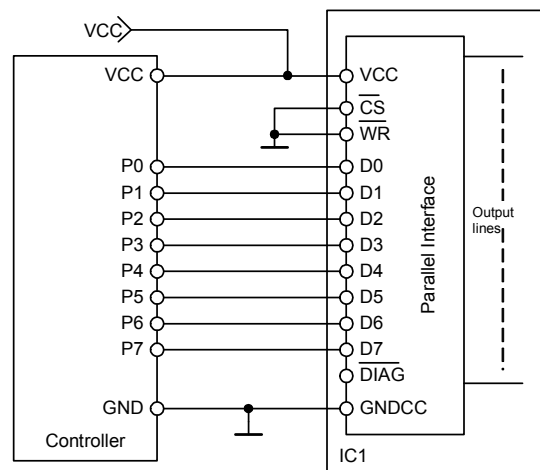 VCC
VCC
P0
P1
P2
P3
P4
P5
P6
P7
GND
Controller
VCC
CS
WR
D0
D1
D2
D3
D4
D5
D6
D7
DIAG
GNDCC
Parallel Interface
Output
lines
IC1